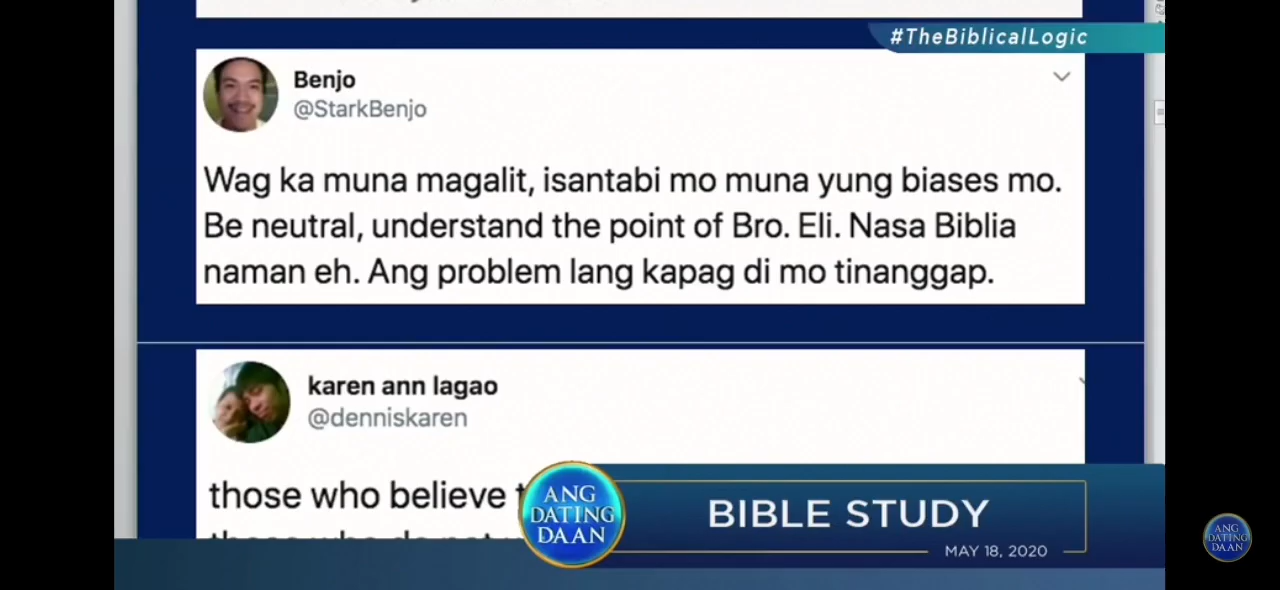 #TheBiblicalLogic
Benjo
@StarkBenjo
Wag ka muna magalit, isantabi mo muna yung biases mo.
Be neutral, understand the point of Bro. Eli. Nasa Biblia
naman eh. Ang problem lang kapag di mo tinanggap.
karen ann lagao
@denniskaren
those who believe
ANG
DATING
DAAN
BIBLE STUDY
MAY 18, 2020
ANG
DATING
DAAN